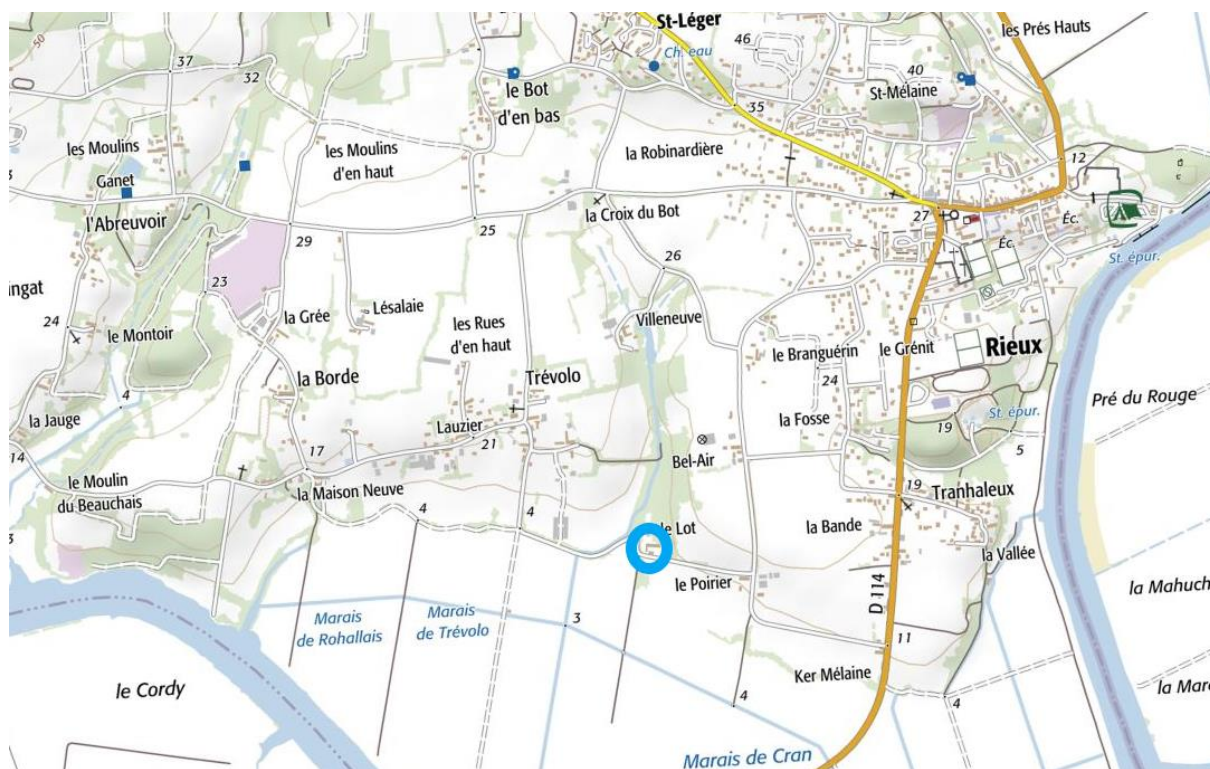 St-Léger
les Prés Hauts
50
46
Ch. eau
37
32
le Bot
d'en bas
40
St-Mélaine
35
les Moulins
les Moulins
d'en haut
la Robinardière
12
Ganet
l'Abreuvoir
la Croix du Bot
27
25
29
Éc.
Éc.
St. épur.
26
23
ingat
24
le Montoir
la Grée
Lésalaie
les Rues
d'en haut
Villeneuve
le Branguérin
le Grénit
Rieux
24
la Borde
Trévolo
4
la Jauge
Lauzier
21
la Fosse
19
St. épur.
Pré du Rouge
14
17
Bel-Air
5
le Moulin
du Beauchais
la Maison Neuve
19
Tranhaleux
4
4
le Lot
la Bande
la Vallée
3
le Poirier
D 114
la Mahuch
Marais
de Rohallais
Marais
de Trévolo
3
11
le Cordy
Ker Mélaine
la Mar
4
4
Marais de Cran